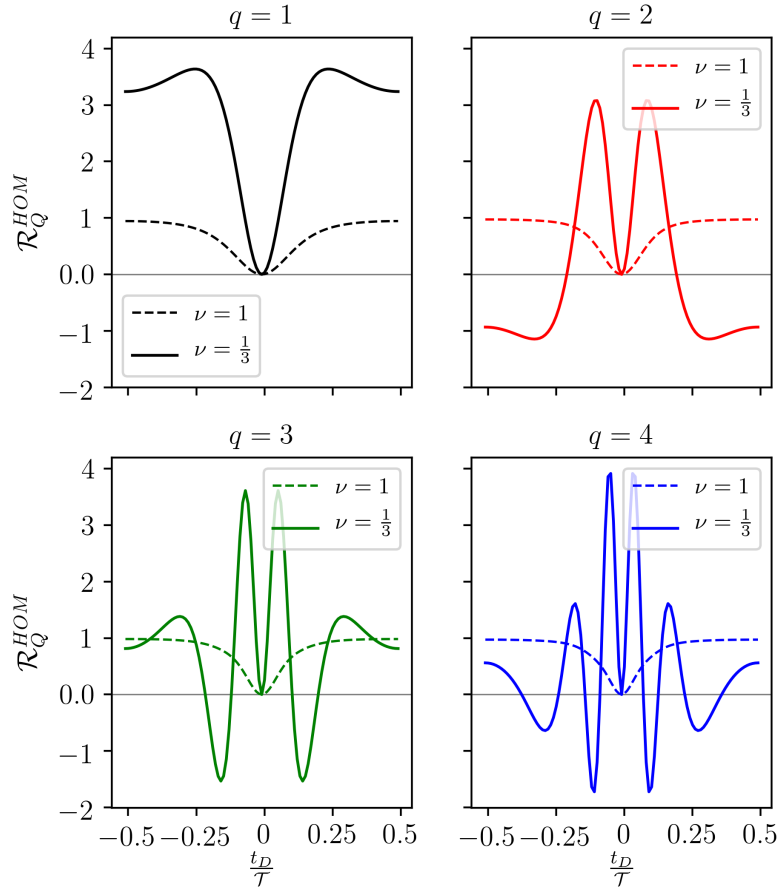 q = 1
q = 2
4
3
2
1
0.0
−1
−2
ν = 1
ν = 1/3
ν = 1
ν = 1/3
R_Q^{HOM}
q = 3
q = 4
4
3
2
1
0.0
−1
−2
ν = 1
ν = 1/3
ν = 1
ν = 1/3
R_Q^{HOM}
−0.5 −0.25 0 0.25 0.5
−0.5 −0.25 0 0.25 0.5
t_D/T
t_D/T